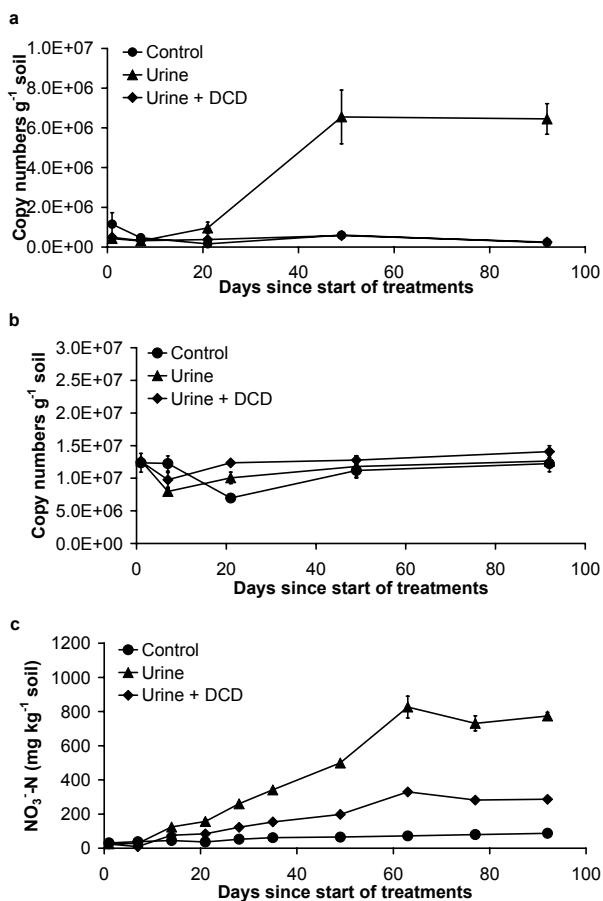 a
Copy numbers g-1 soil
1.0E+07
8.0E+06
6.0E+06
4.0E+06
2.0E+06
0.0E+00
Control
Urine
Urine + DCD
0 20 40 60 80 100
Days since start of treatments
b
Copy numbers g-1 soil
3.0E+07
2.5E+07
2.0E+07
1.5E+07
1.0E+07
5.0E+06
0.0E+00
Control
Urine
Urine + DCD
0 20 40 60 80 100
Days since start of treatments
c
NO3--N (mg kg-1 soil)
1200
1000
800
600
400
200
0
Control
Urine
Urine + DCD
0 20 40 60 80 100
Days since start of treatments